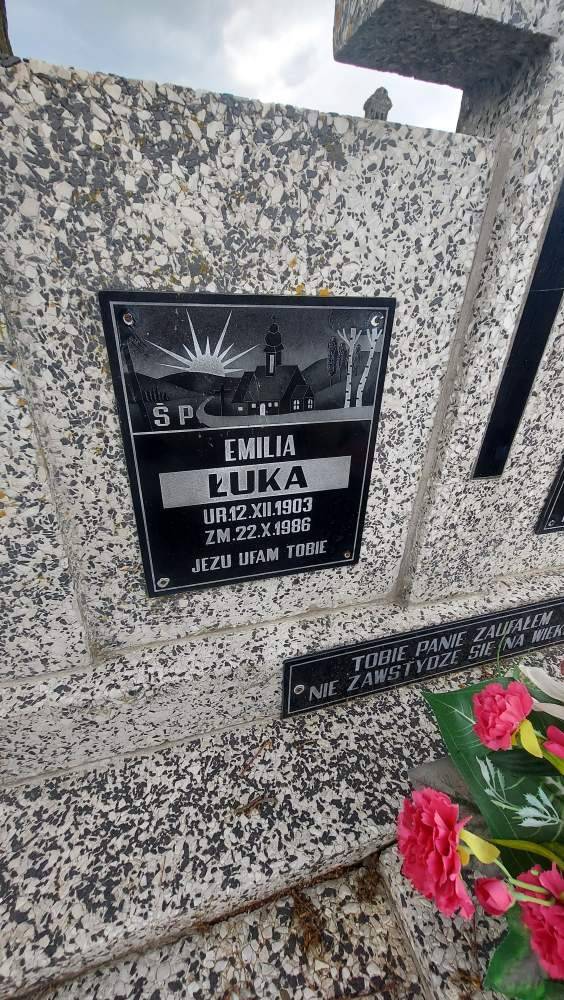 ŚP
EMILIA
ŁUKA
UR.12.XII.1903
ZM.22.X.1986
JEZU UFAM TOBIE
TOBIE PANIE ZAUFAŁEM
NIE ZAWSTYDZE SIĘ NA WIEK